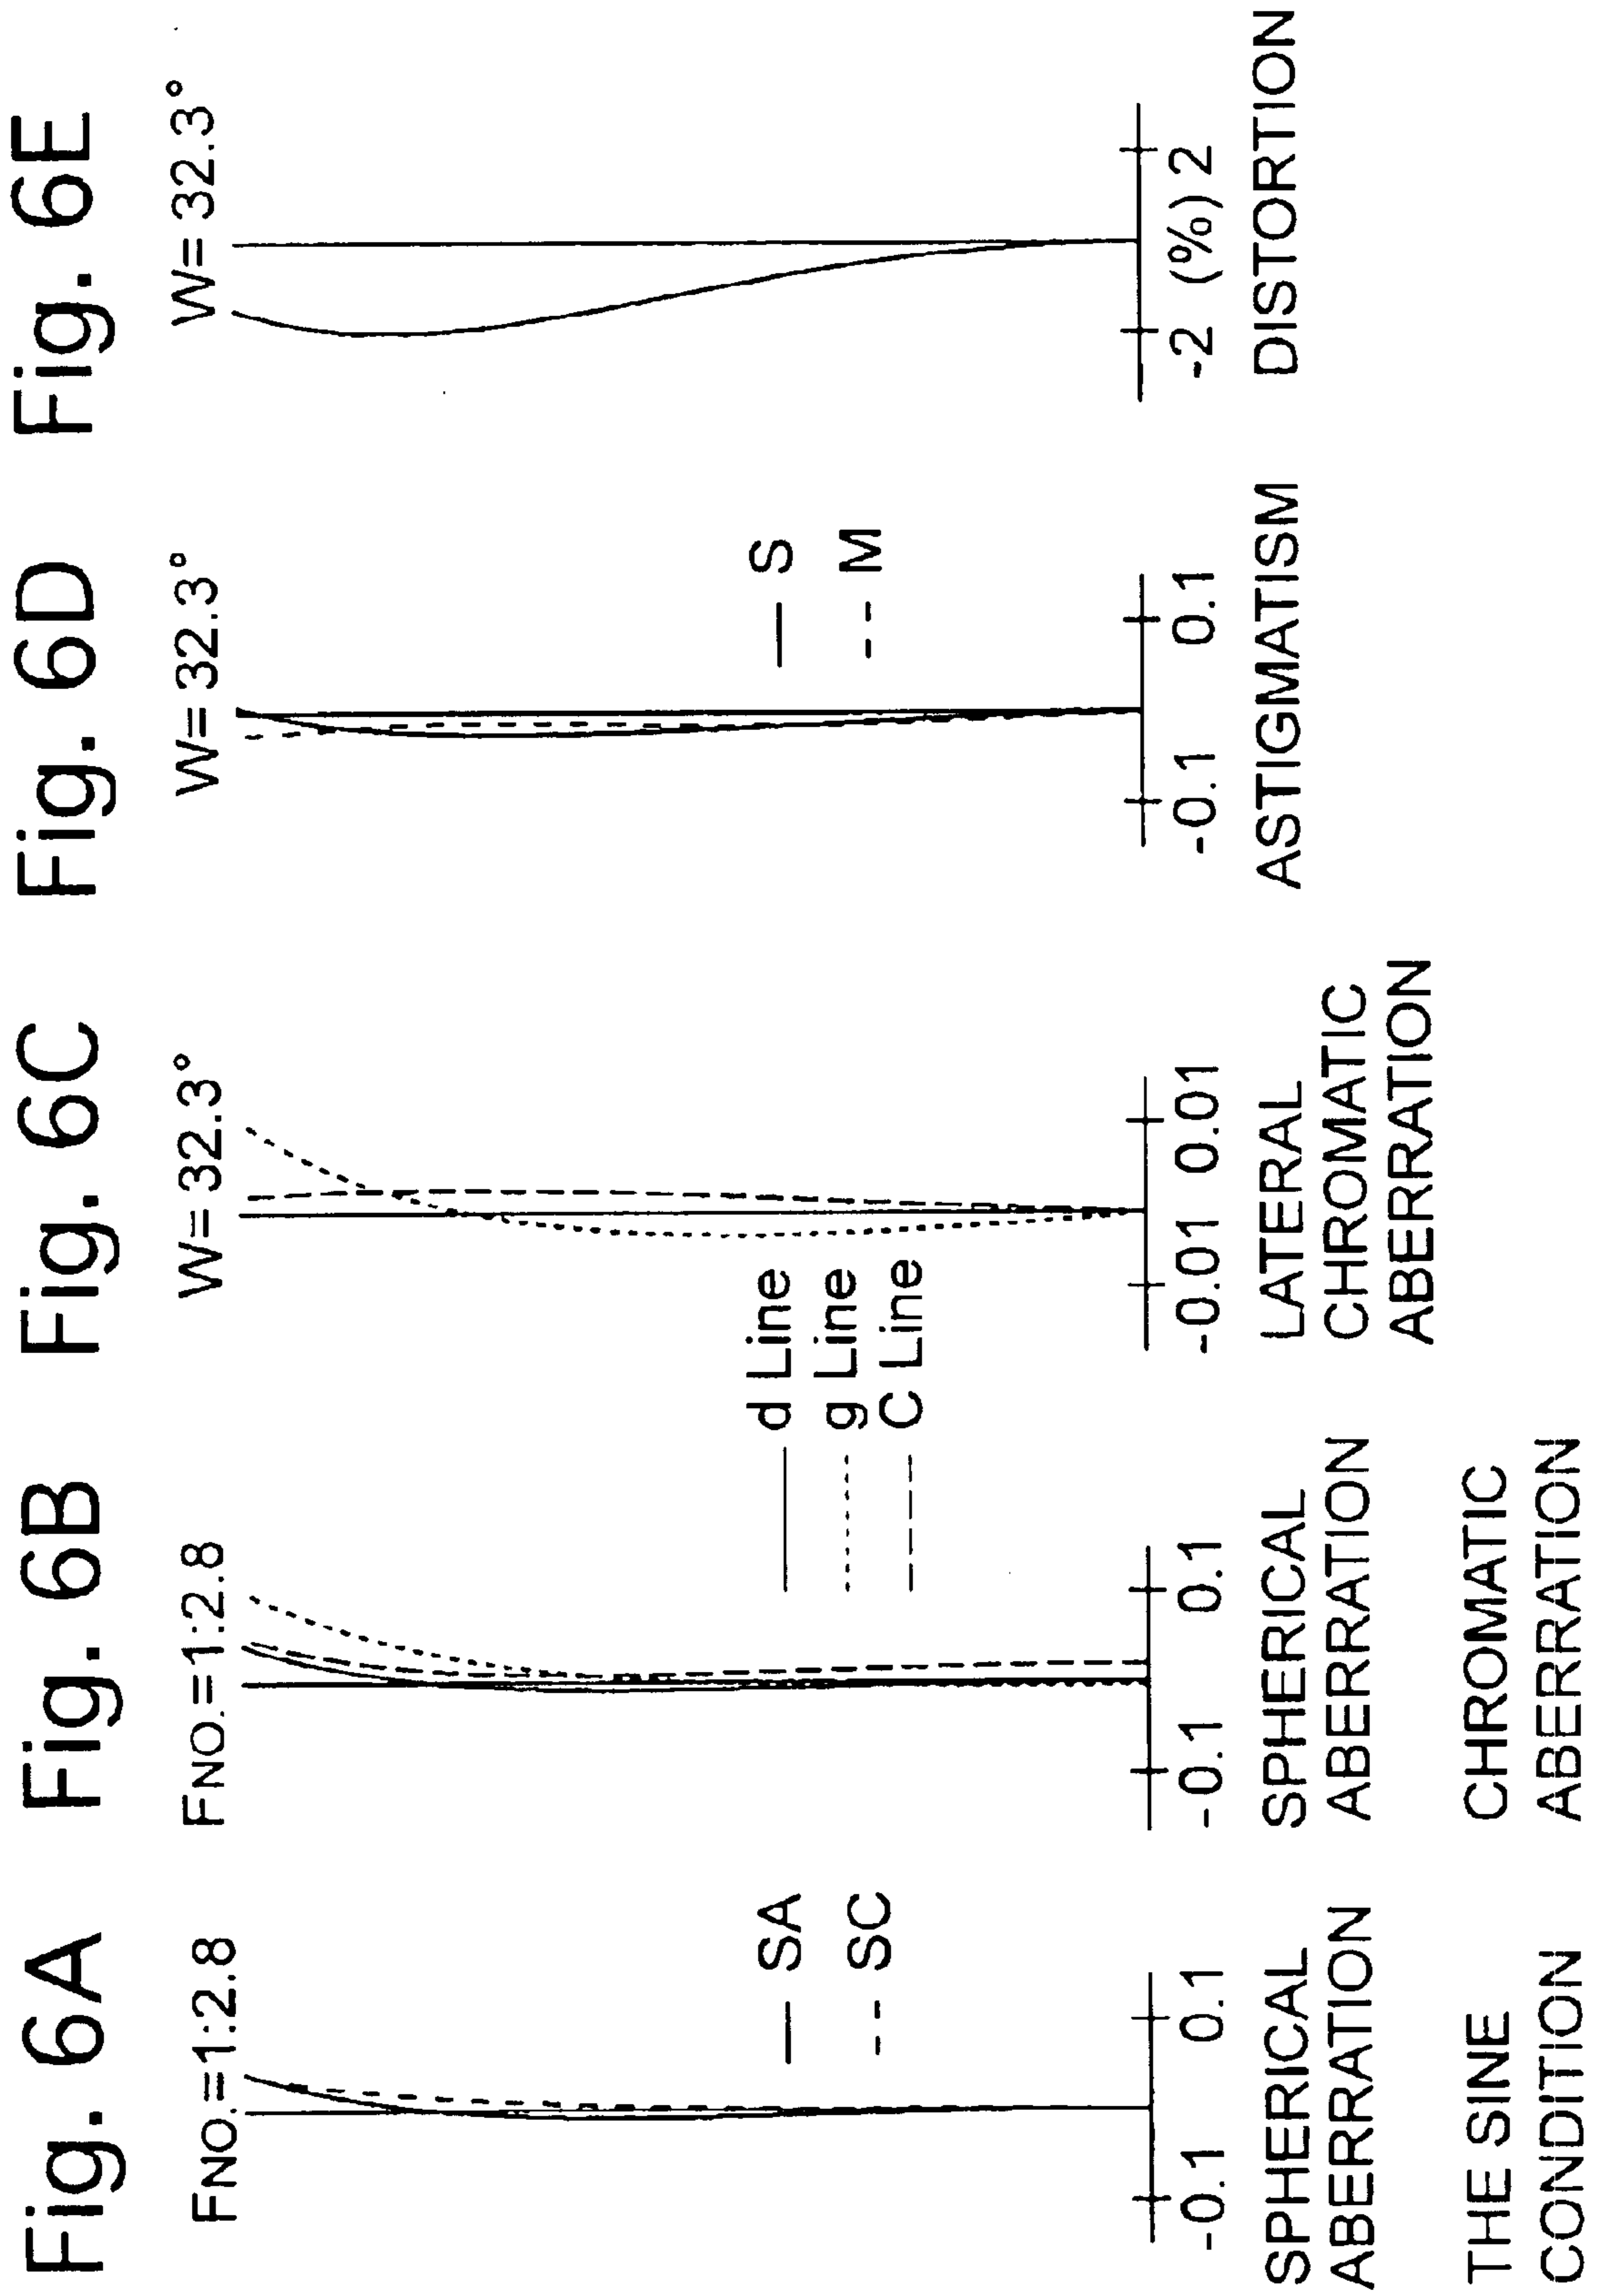 Fig. 6A
FNO.=1:2.8
SA
SC
-0.1
0.1
SPHERICAL
ABERRATION
THE SINE
CONDITION
Fig. 6B
FNO.=1:2.8
d Line
g Line
C Line
-0.1
0.1
SPHERICAL
ABERRATION
CHROMATIC
ABERRATION
Fig. 6C
W=32.3°
-0.01
0.01
LATERAL
CHROMATIC
ABERRATION
Fig. 6D
W=32.3°
S
M
-0.1
0.1
ASTIGMATISM
Fig. 6E
W=32.3°
-2 (%) 2
DISTORTION